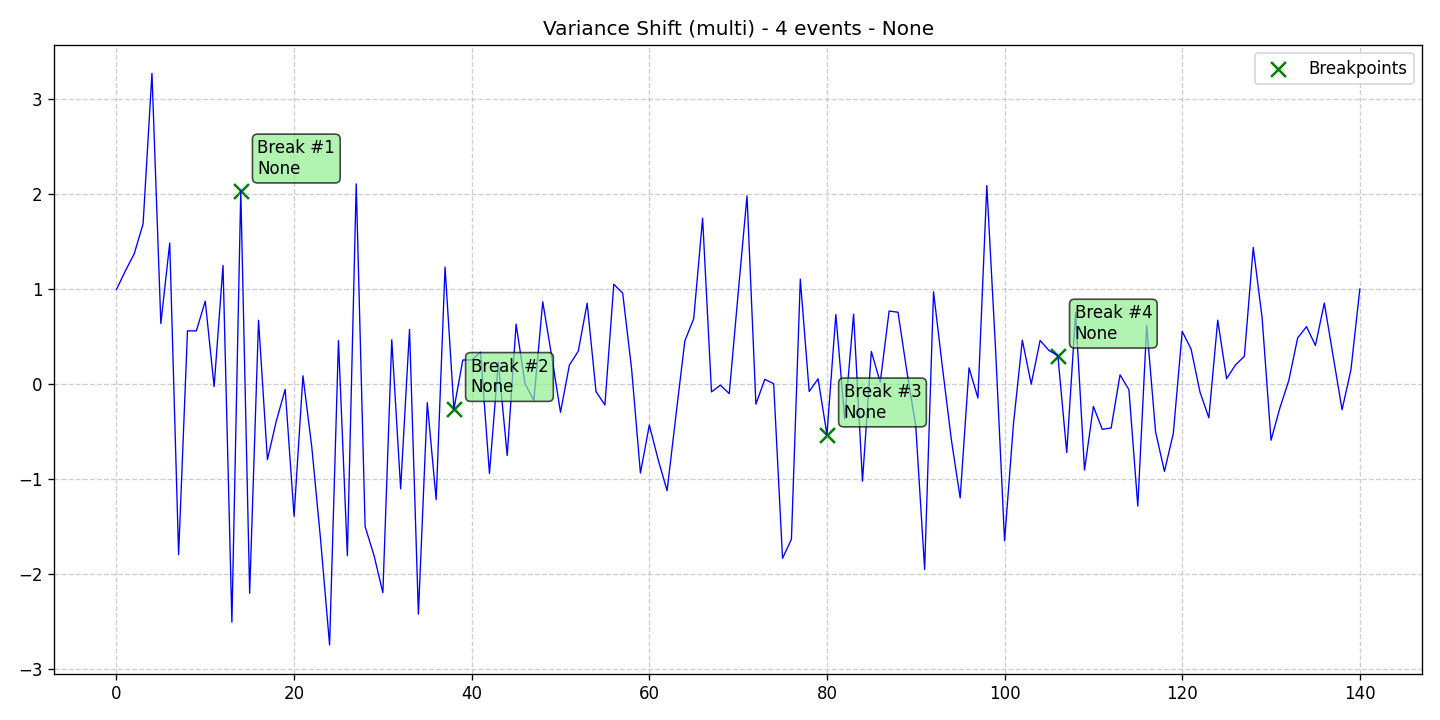 Variance Shift (multi) - 4 events - None
Breakpoints
Break #1
None
Break #2
None
Break #3
None
Break #4
None
3
2
1
0
−1
−2
−3
0
20
40
60
80
100
120
140